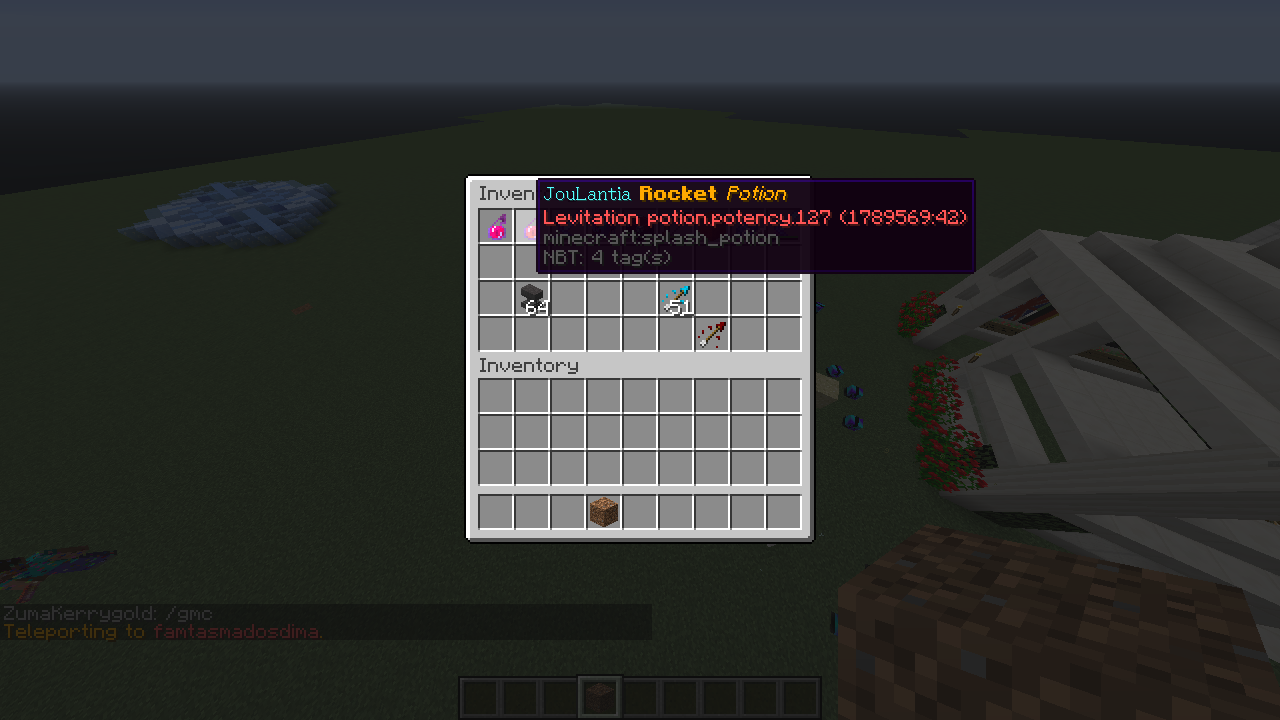 Inven
JouLantia Rocket Potion
Levitation potion.potency.127 (1789569:42)
minecraft:splash_potion
NBT: 4 tag(s)
64
51
Inventory
ZumaKerrygold: /gmc
Teleporting to famtasmadosdima.